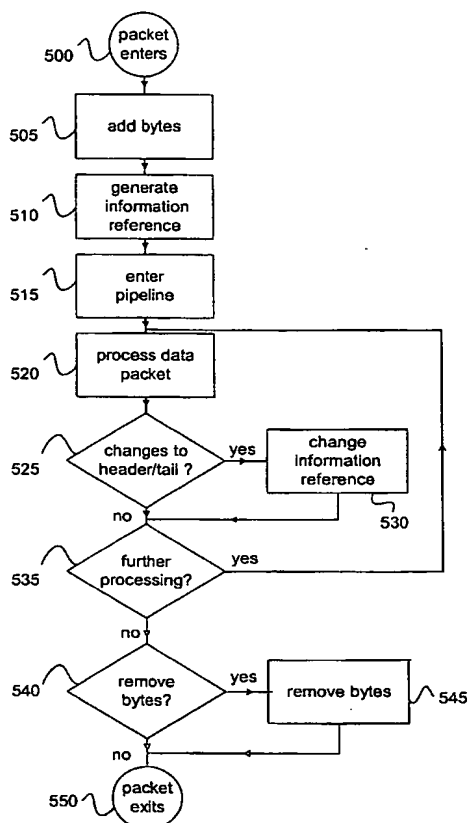 packet
enters
500
add bytes
505
generate
information
reference
510
enter
pipeline
515
process data
packet
520
changes to
header/tail ?
yes
525
change
information
reference
530
no
further
processing?
yes
535
no
remove
bytes?
yes
540
remove bytes
545
no
packet
exits
550